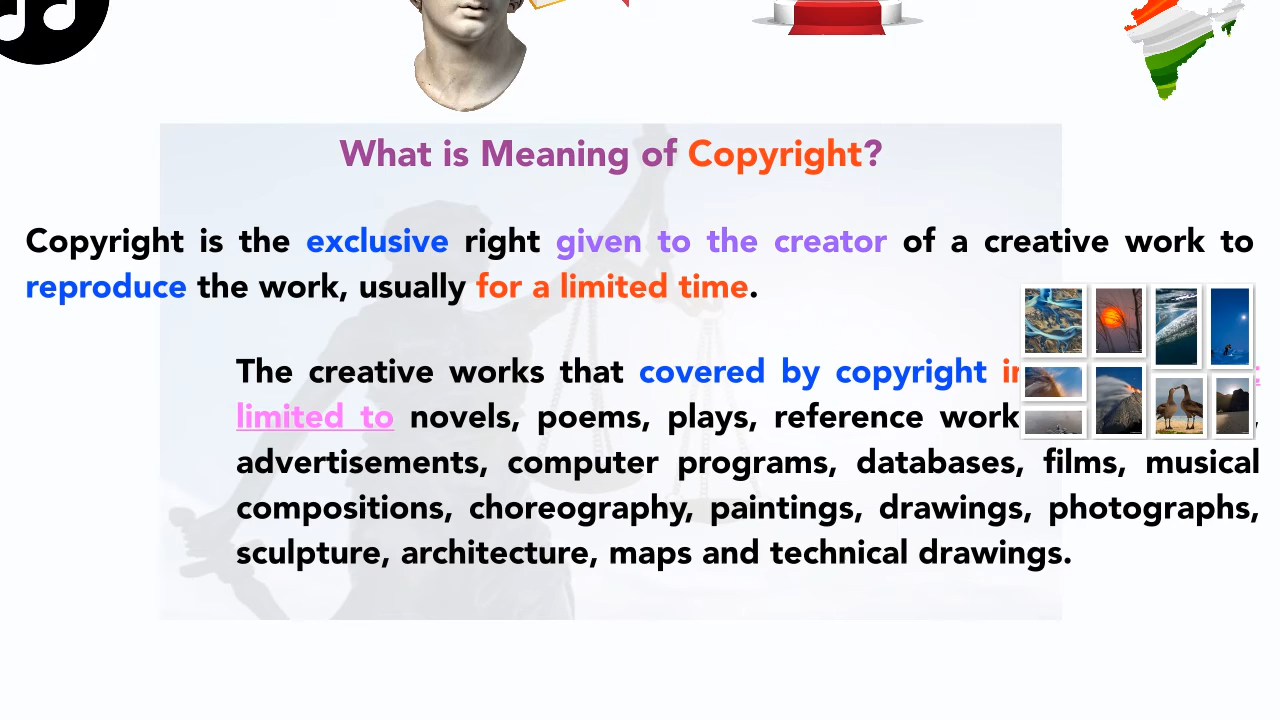 What is Meaning of Copyright?
Copyright is the exclusive right given to the creator of a creative work to
reproduce the work, usually for a limited time.
The creative works that covered by copyright
limited to novels, poems, plays, reference
advertisements, computer programs, databases, films, musical
compositions, choreography, paintings, drawings, photographs,
sculpture, architecture, maps and technical drawings.